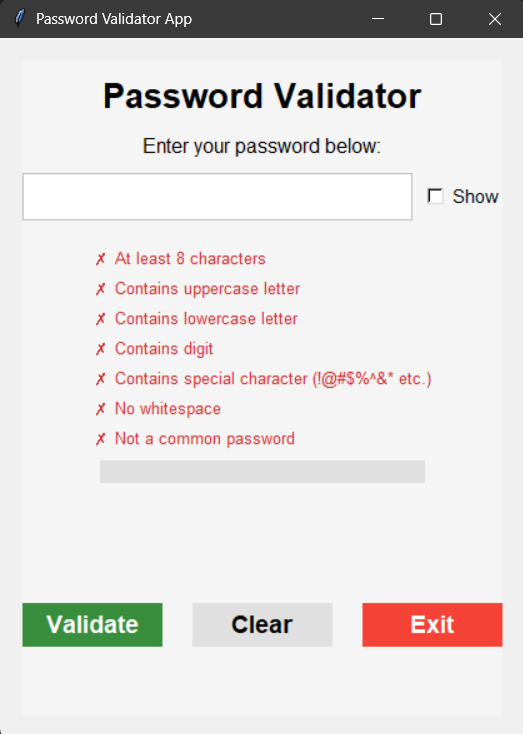 Password Validator App
Password Validator
Enter your password below:
Show
✗ At least 8 characters
✗ Contains uppercase letter
✗ Contains lowercase letter
✗ Contains digit
✗ Contains special character (!@#$%^&* etc.)
✗ No whitespace
✗ Not a common password
Validate Clear Exit